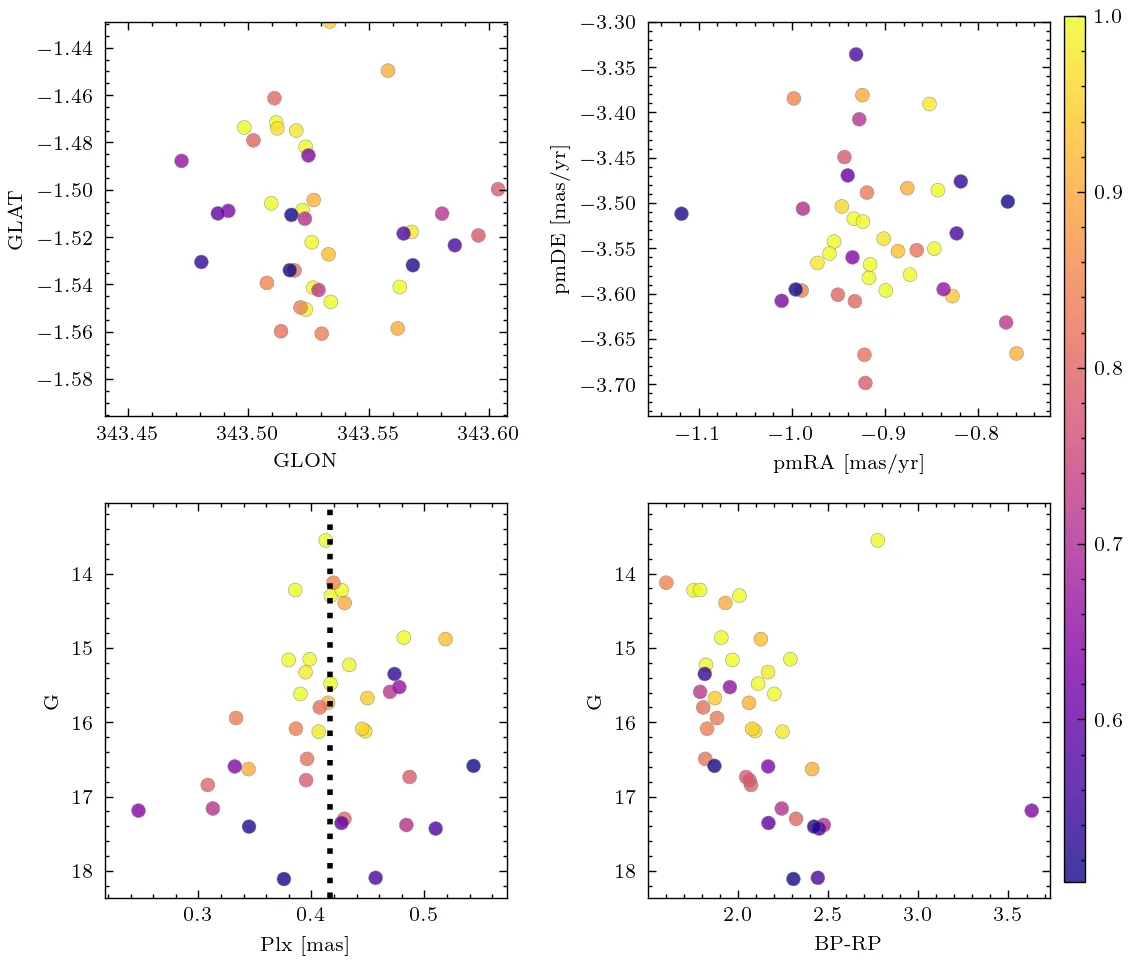 −1.44
−1.46
−1.48
−1.50
−1.52
−1.54
−1.56
−1.58
GLAT
343.45 343.50 343.55 343.60
GLON
−3.30
−3.35
−3.40
−3.45
−3.50
−3.55
−3.60
−3.65
−3.70
pmDE [mas/yr]
−1.1 −1.0 −0.9 −0.8
pmRA [mas/yr]
1.0
0.9
0.8
0.7
0.6
14
15
16
17
18
G
0.3 0.4 0.5
Plx [mas]
14
15
16
17
18
G
2.0 2.5 3.0 3.5
BP-RP